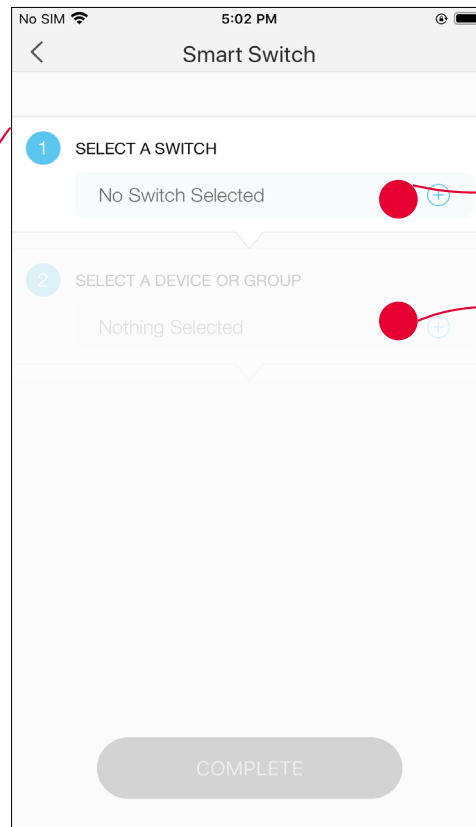 No SIM 5:02 PM
Smart Switch
1 SELECT A SWITCH
No Switch Selected
2 SELECT A DEVICE OR GROUP
Nothing Selected
COMPLETE